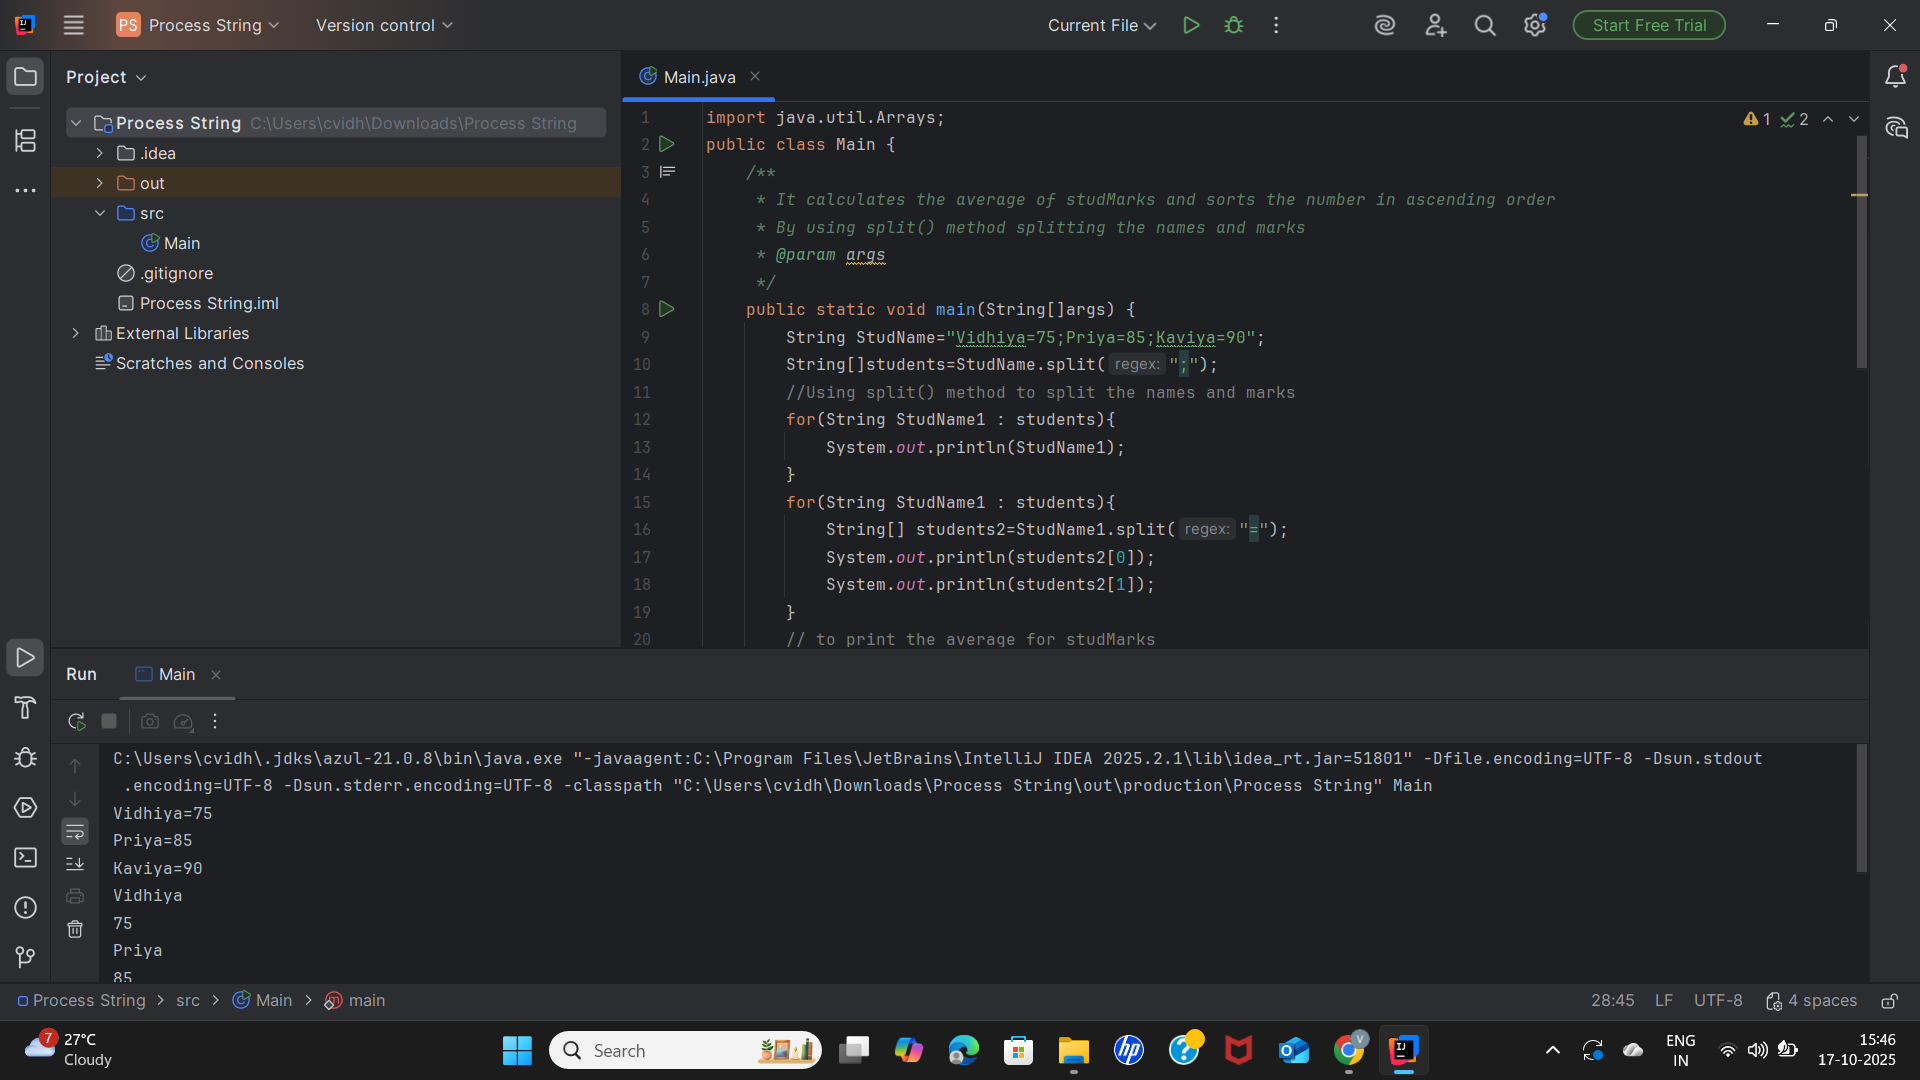 PS Process String
Version control
Current File
Start Free Trial
Project
Main.java
Process String C:\Users\cvidh\Downloads\Process String
.idea
out
src
Main
.gitignore
Process String.iml
External Libraries
Scratches and Consoles
1 import java.util.Arrays;
2 public class Main {
3 /**
4 * It calculates the average of studMarks and sorts the number in ascending order
5 * By using split() method splitting the names and marks
6 * @param args
7 */
8 public static void main(String[]args) {
9 String StudName="Vidhiya=75;Priya=85;Kaviya=90";
10 String[]students=StudName.split( regex: ";");
11 //Using split() method to split the names and marks
12 for(String StudName1 : students){
13 System.out.println(StudName1);
14 }
15 for(String StudName1 : students){
16 String[] students2=StudName1.split( regex: "=");
17 System.out.println(students2[0]);
18 System.out.println(students2[1]);
19 }
20 // to print the average for studMarks
1 2
Run Main
C:\Users\cvidh\.jdks\azul-21.0.8\bin\java.exe "-javaagent:C:\Program Files\JetBrains\IntelliJ IDEA 2025.2.1\lib\idea_rt.jar=51801" -Dfile.encoding=UTF-8 -Dsun.stdout
.encoding=UTF-8 -Dsun.stderr.encoding=UTF-8 -classpath "C:\Users\cvidh\Downloads\Process String\out\production\Process String" Main
Vidhiya=75
Priya=85
Kaviya=90
Vidhiya
75
Priya
85
Process String > src > Main > main
28:45 LF UTF-8 4 spaces
7
27°C
Cloudy
Search
ENG
IN
15:46
17-10-2025